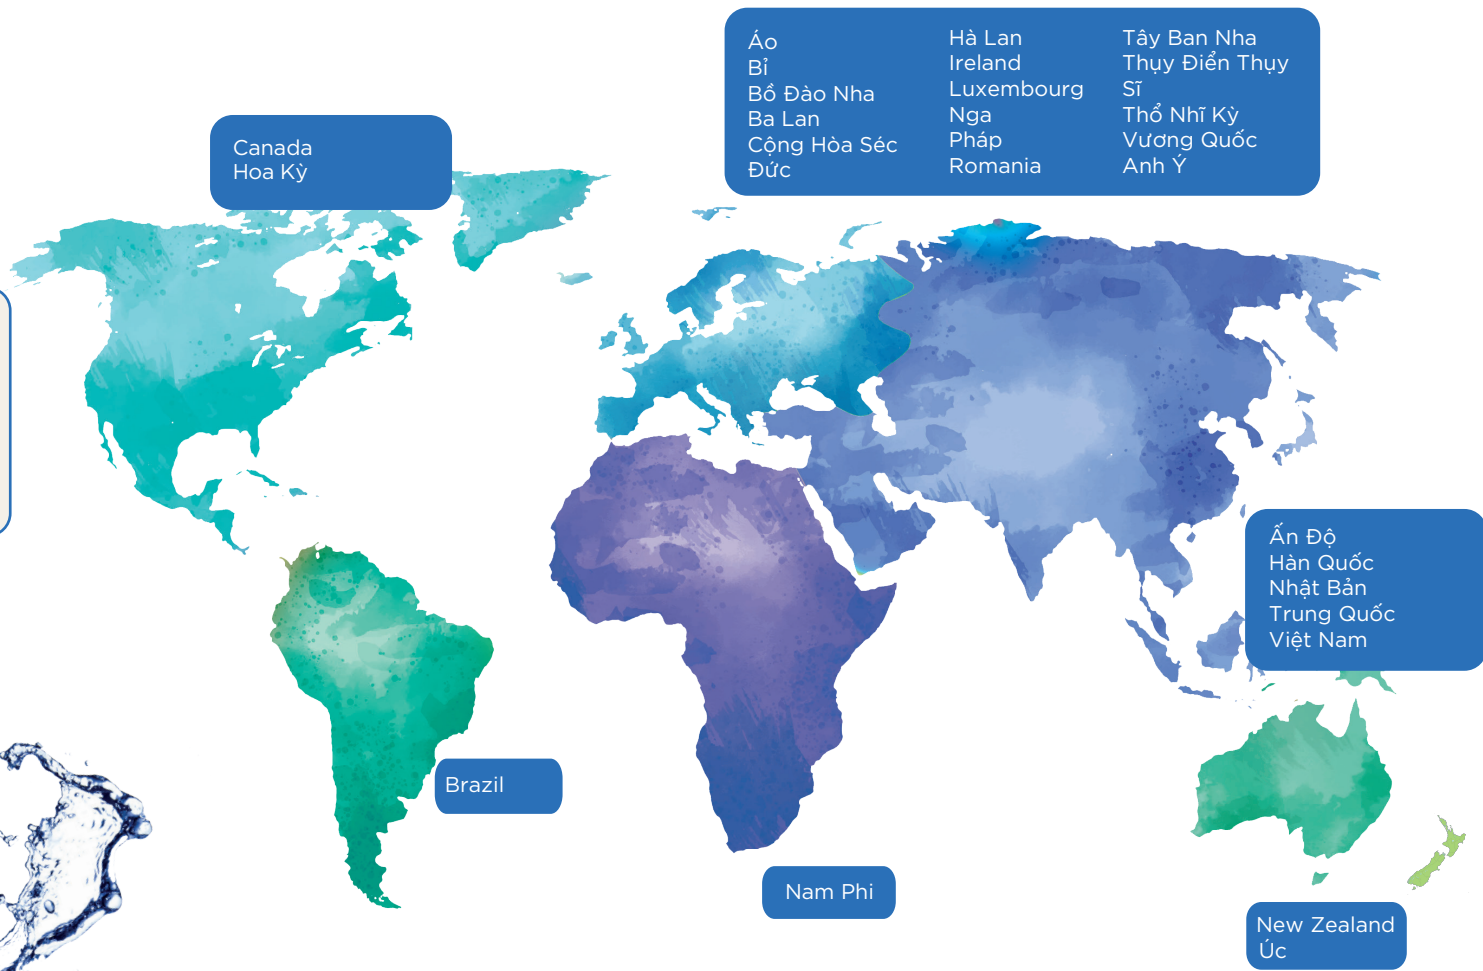 Áo
Bỉ
Bồ Đào Nha
Ba Lan
Cộng Hòa Séc
Đức
Hà Lan
Ireland
Luxembourg
Nga
Pháp
Romania
Tây Ban Nha
Thụy Điển Thụy
Sĩ
Thổ Nhĩ Kỳ
Vương Quốc
Anh Ý
Canada
Hoa Kỳ
Ấn Độ
Hàn Quốc
Nhật Bản
Trung Quốc
Việt Nam
Brazil
Nam Phi
New Zealand
Úc